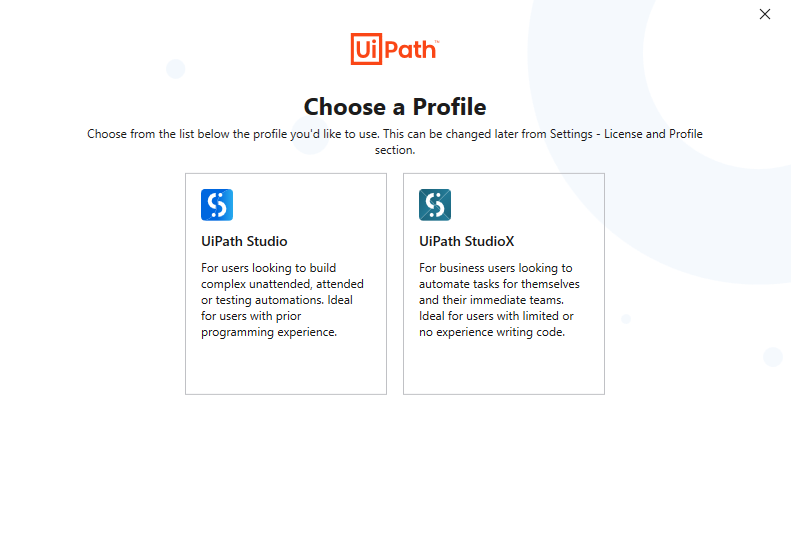 UiPath™
Choose a Profile
Choose from the list below the profile you'd like to use. This can be changed later from Settings - License and Profile
section.
UiPath Studio
For users looking to build
complex unattended, attended
or testing automations. Ideal
for users with prior
programming experience.
UiPath StudioX
For business users looking to
automate tasks for themselves
and their immediate teams.
Ideal for users with limited or
no experience writing code.